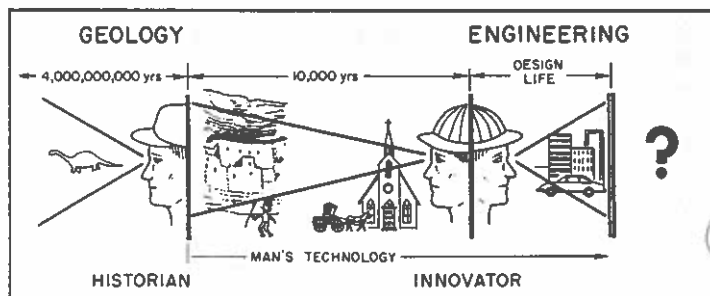 GEOLOGY
ENGINEERING
4,000,000,000 yrs
10,000 yrs
DESIGN
LIFE
?
MAN'S TECHNOLOGY
HISTORIAN
INNOVATOR